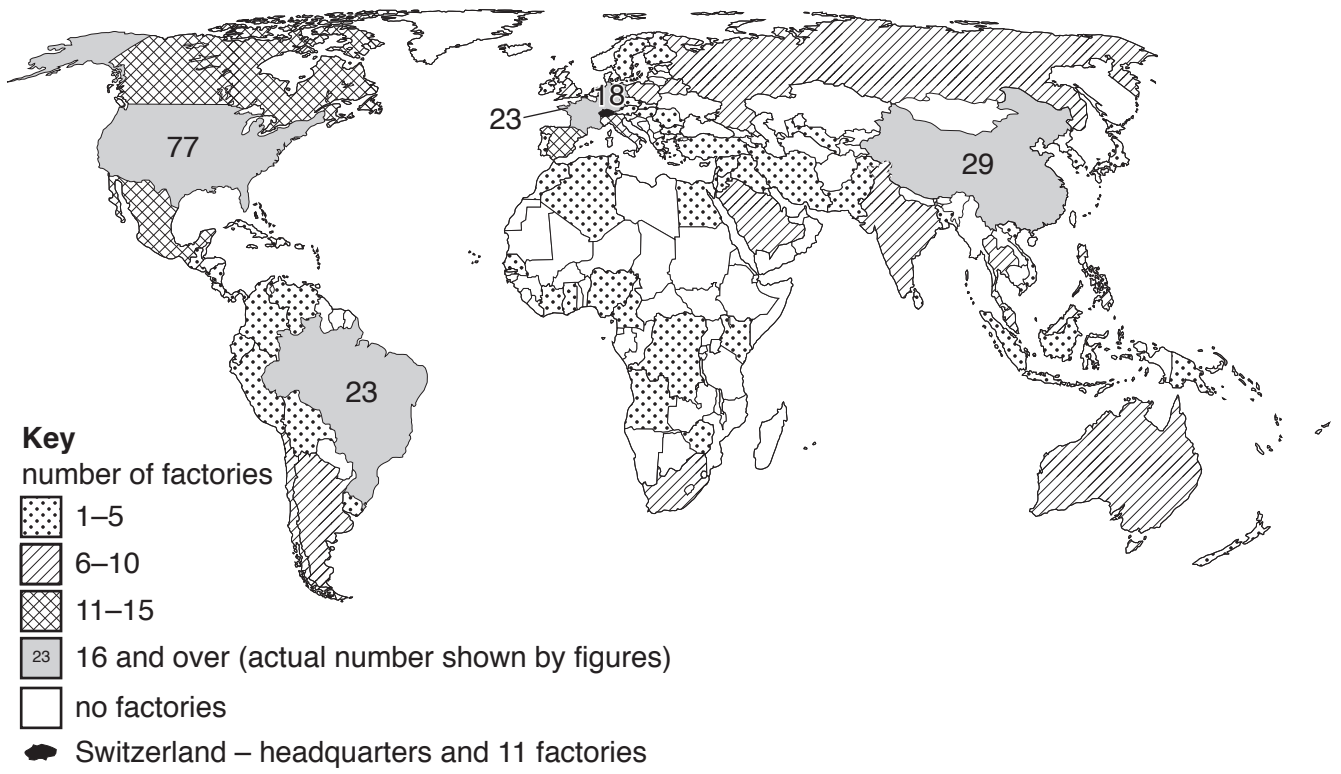 18
23
77
29
23
Key
number of factories
1–5
6–10
11–15
23 16 and over (actual number shown by figures)
no factories
Switzerland – headquarters and 11 factories